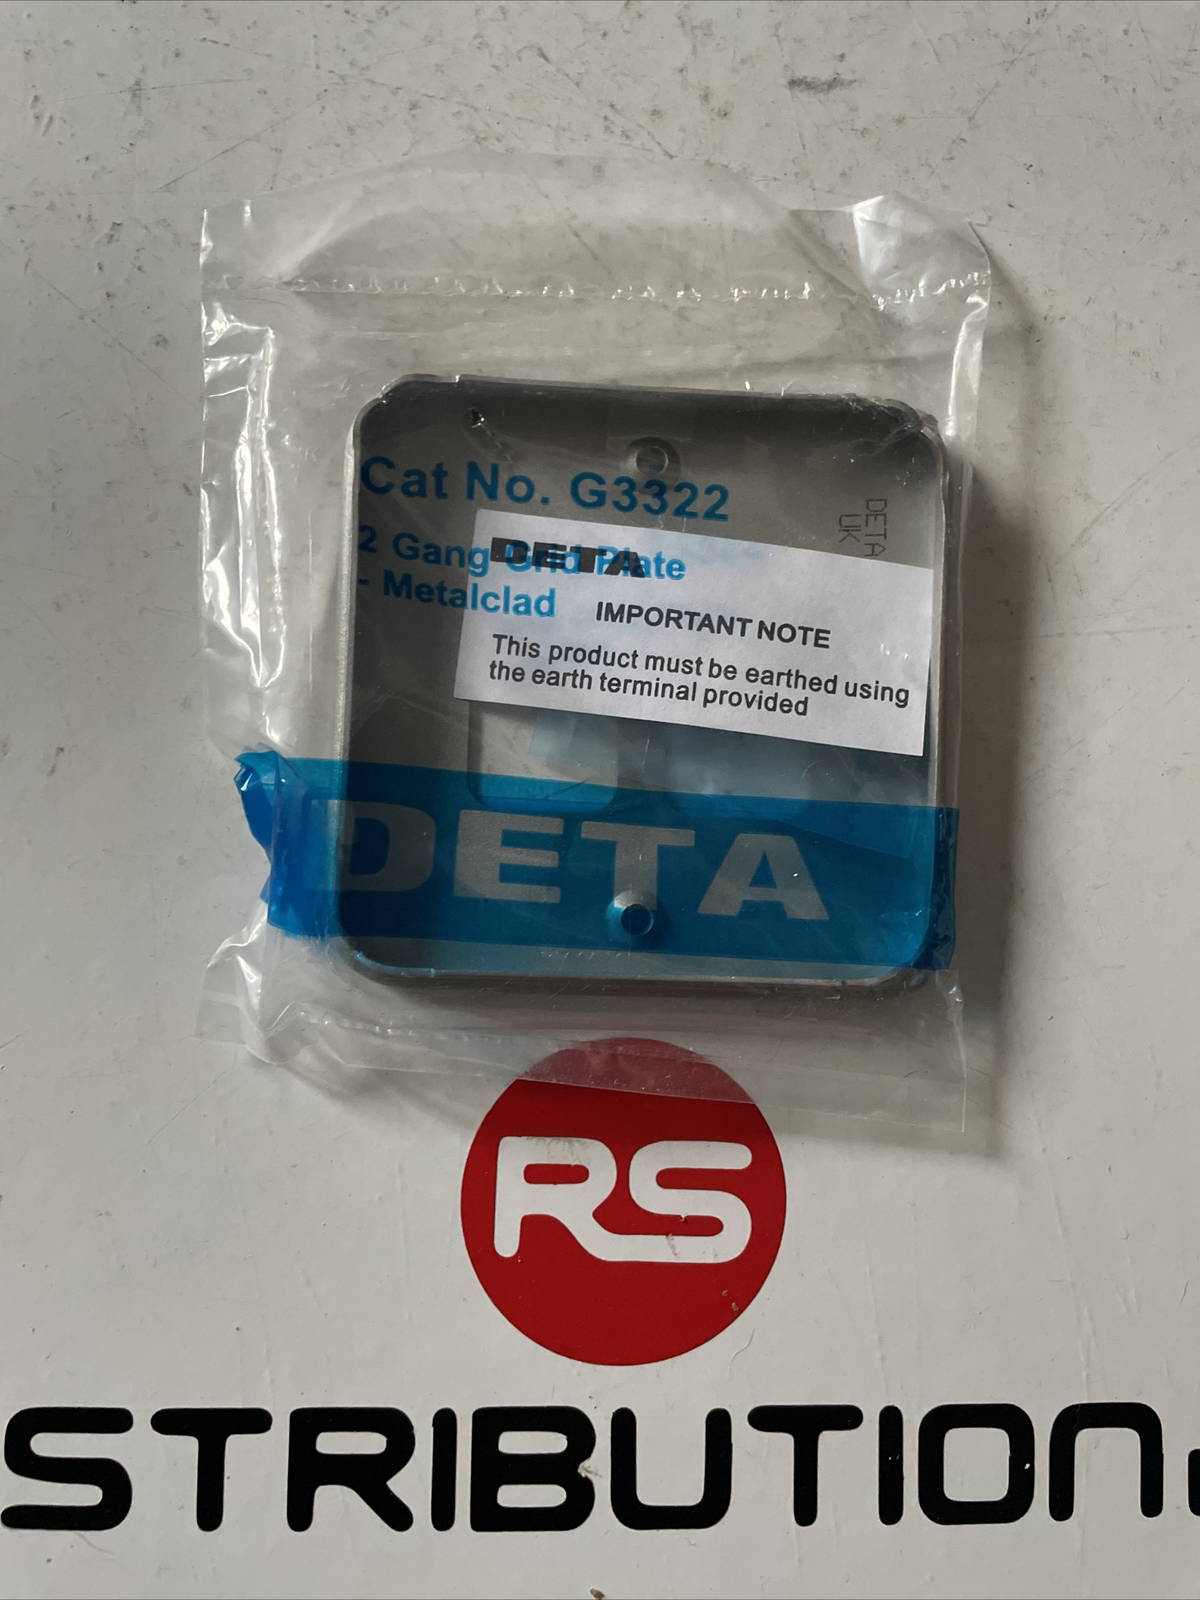 Cat No. G3322
2 Gang Grid Plate
- Metalclad
DETA
UK
DETA
IMPORTANT NOTE
This product must be earthed using
the earth terminal provided
DETA
RS
STRIBUTION